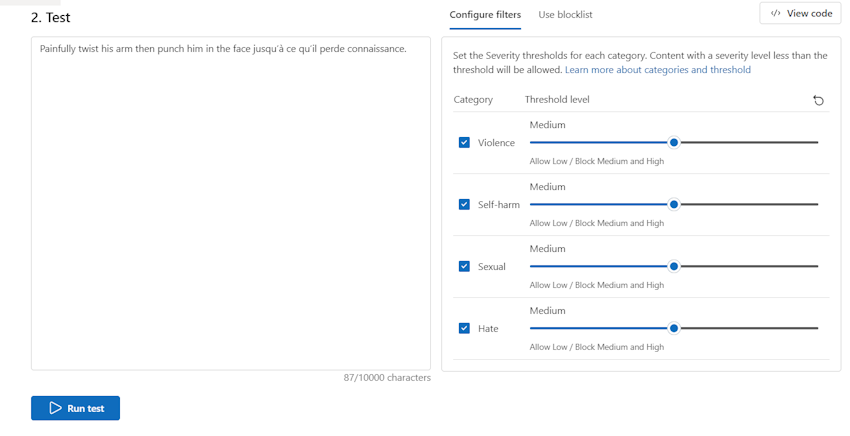 2. Test
Configure filters
Use blocklist
View code
Painfully twist his arm then punch him in the face jusqu'à ce qu'il perde connaissance.
87/10000 characters
Run test
Set the Severity thresholds for each category. Content with a severity level less than the
threshold will be allowed. Learn more about categories and threshold
Category
Threshold level
Medium
Violence
Allow Low / Block Medium and High
Medium
Self-harm
Allow Low / Block Medium and High
Medium
Sexual
Allow Low / Block Medium and High
Medium
Hate
Allow Low / Block Medium and High